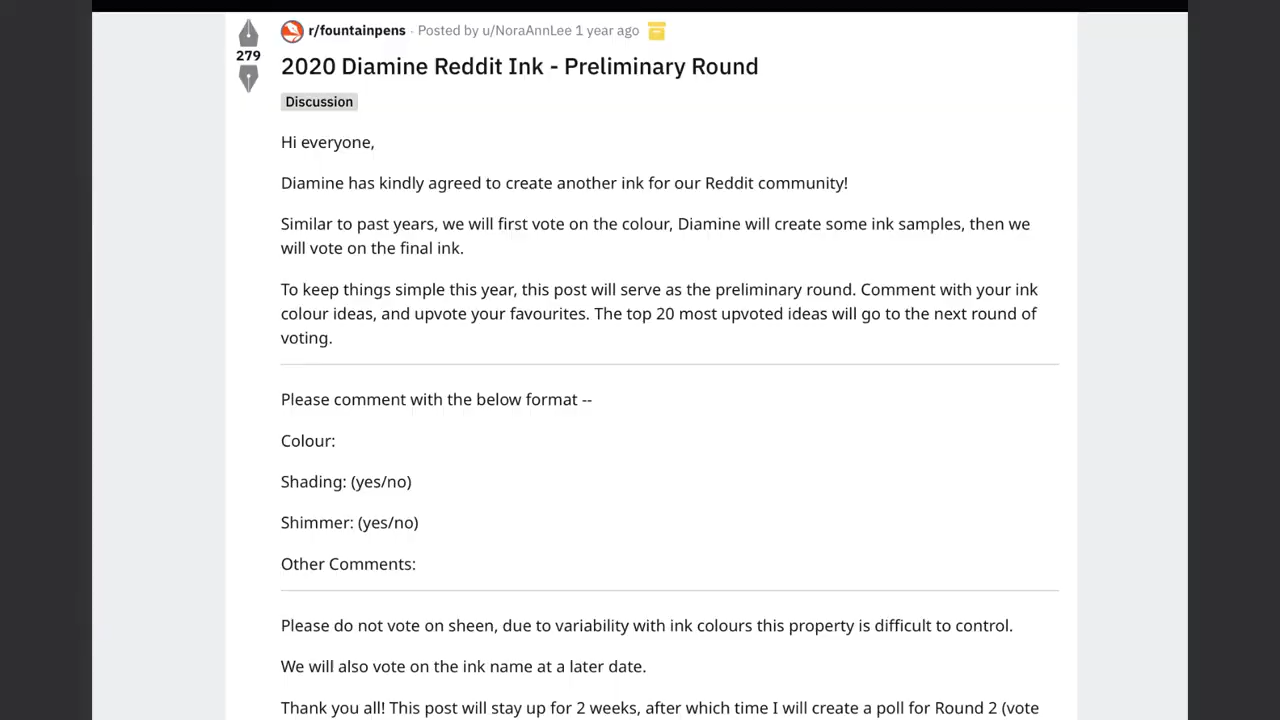 r/fountainpens · Posted by u/NoraAnnLee 1 year ago
279
2020 Diamine Reddit Ink - Preliminary Round
Discussion
Hi everyone,
Diamine has kindly agreed to create another ink for our Reddit community!
Similar to past years, we will first vote on the colour, Diamine will create some ink samples, then we
will vote on the final ink.
To keep things simple this year, this post will serve as the preliminary round. Comment with your ink
colour ideas, and upvote your favourites. The top 20 most upvoted ideas will go to the next round of
voting.
Please comment with the below format --
Colour:
Shading: (yes/no)
Shimmer: (yes/no)
Other Comments:
Please do not vote on sheen, due to variability with ink colours this property is difficult to control.
We will also vote on the ink name at a later date.
Thank you all! This post will stay up for 2 weeks, after which time I will create a poll for Round 2 (vote